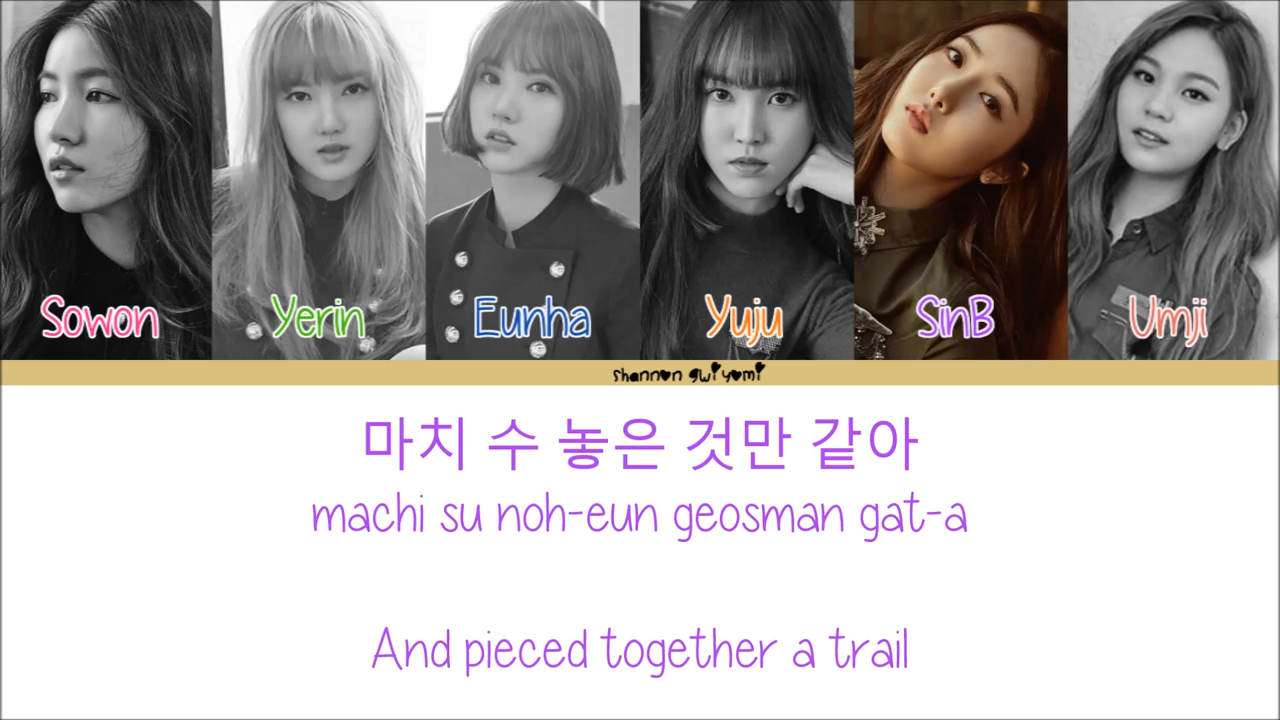 Sowon Yerin Eunha Yuju SinB Umji
shannon gwiyomi
마치 수 놓은 것만 같아
machi su noh-eun geosman gat-a
And pieced together a trail